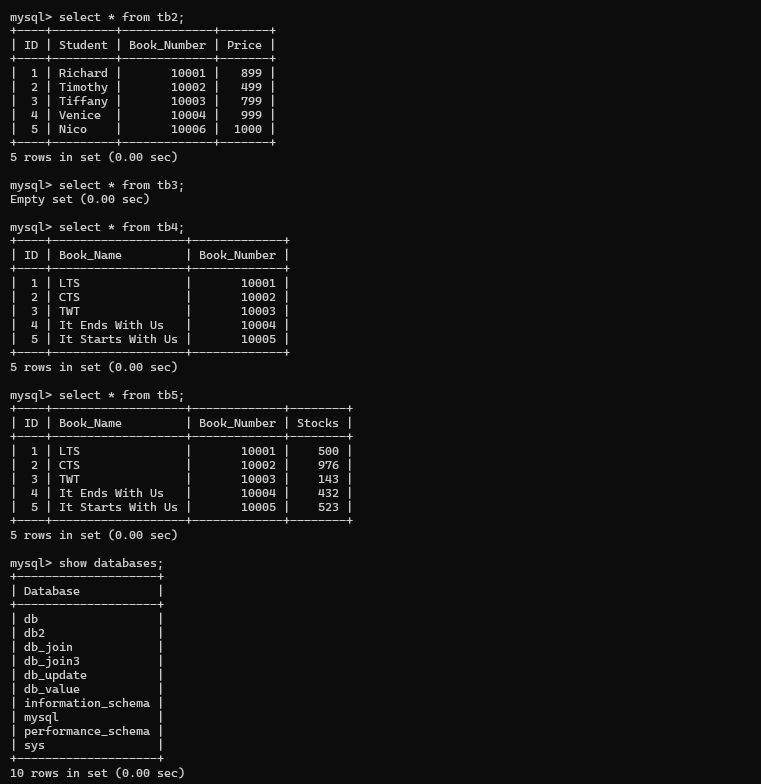 mysql> select * from tb2;
+----+---------+-------------+-------+
| ID | Student | Book_Number | Price |
+----+---------+-------------+-------+
|  1 | Richard |       10001 |   899 |
|  2 | Timothy |       10002 |   499 |
|  3 | Tiffany |       10003 |   799 |
|  4 | Venice  |       10004 |   999 |
|  5 | Nico    |       10006 |  1000 |
+----+---------+-------------+-------+
5 rows in set (0.00 sec)

mysql> select * from tb3;
Empty set (0.00 sec)

mysql> select * from tb4;
+----+-------------------+-------------+
| ID | Book_Name         | Book_Number |
+----+-------------------+-------------+
|  1 | LTS               |       10001 |
|  2 | CTS               |       10002 |
|  3 | TWT               |       10003 |
|  4 | It Ends With Us   |       10004 |
|  5 | It Starts With Us |       10005 |
+----+-------------------+-------------+
5 rows in set (0.00 sec)

mysql> select * from tb5;
+----+-------------------+-------------+--------+
| ID | Book_Name         | Book_Number | Stocks |
+----+-------------------+-------------+--------+
|  1 | LTS               |       10001 |    500 |
|  2 | CTS               |       10002 |    976 |
|  3 | TWT               |       10003 |    143 |
|  4 | It Ends With Us   |       10004 |    432 |
|  5 | It Starts With Us |       10005 |    523 |
+----+-------------------+-------------+--------+
5 rows in set (0.00 sec)

mysql> show databases;
+--------------------+
| Database           |
+--------------------+
| db                 |
| db2                |
| db_join            |
| db_join3           |
| db_update          |
| db_value           |
| information_schema |
| mysql              |
| performance_schema |
| sys                |
+--------------------+
10 rows in set (0.00 sec)